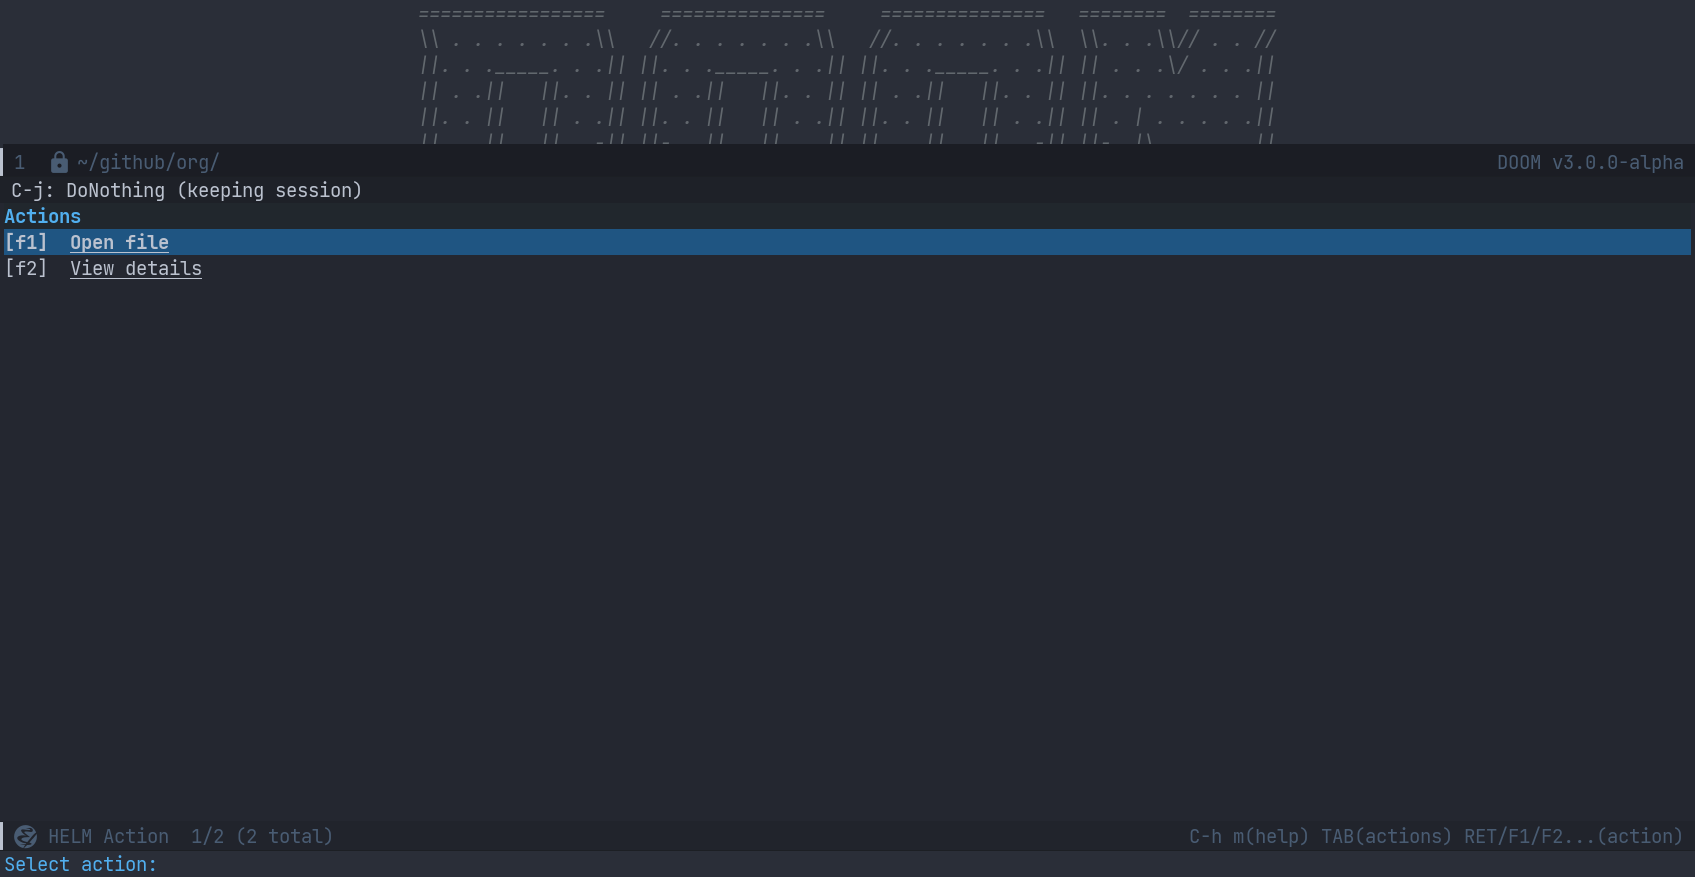 =================     ===============     ===============   ========  ========
\\ . . . . . . .\\   //. . . . . . .\\   //. . . . . . .\\  \\. . .\\// . . //
||. . ._____. . .|| ||. . ._____. . .|| ||. . ._____. . .|| || . . .\/ . . .||
|| . .||   ||. . || || . .||   ||. . || || . .||   ||. . || ||. . . . . . . ||
||. . ||   || . .|| ||. . ||   || . .|| ||. . ||   || . .|| || . | . . . . .||
1 ~/github/org/ DOOM v3.0.0-alpha
C-j: DoNothing (keeping session)
Actions
[f1]  Open file
[f2]  View details
HELM Action  1/2 (2 total) C-h m(help) TAB(actions) RET/F1/F2...(action)
Select action: